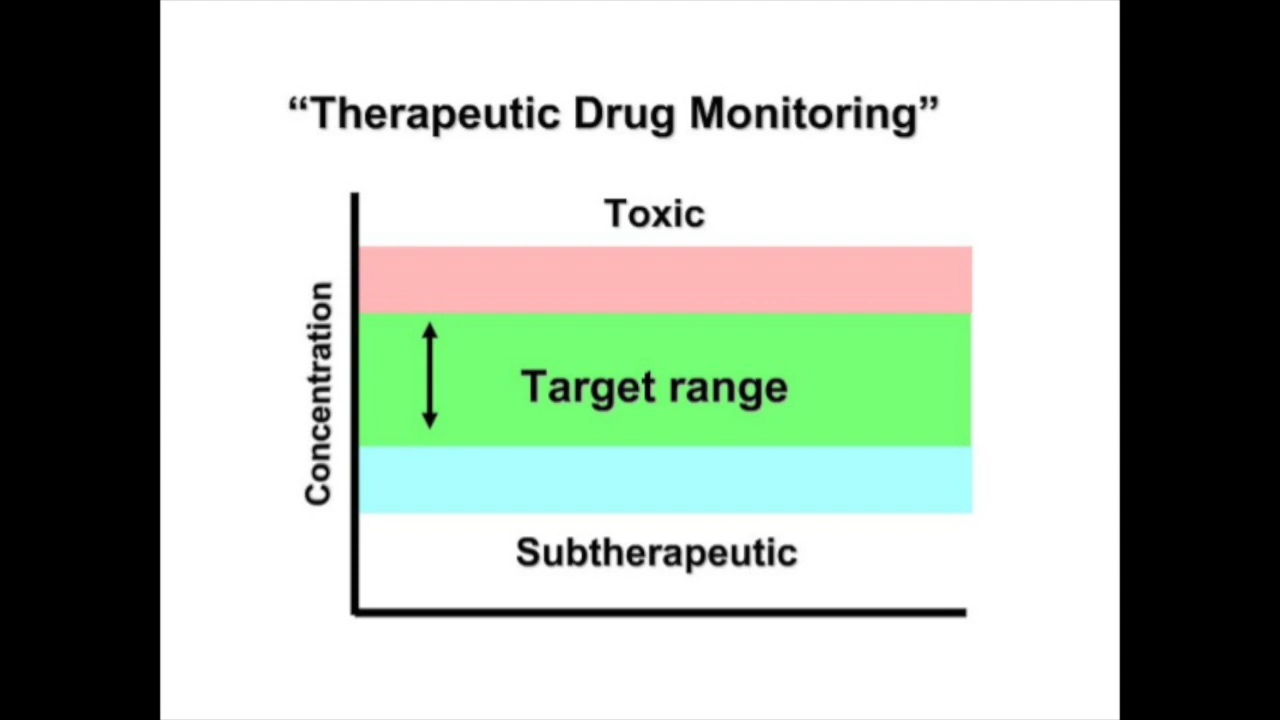 “Therapeutic Drug Monitoring”
Toxic
Concentration
Target range
Subtherapeutic